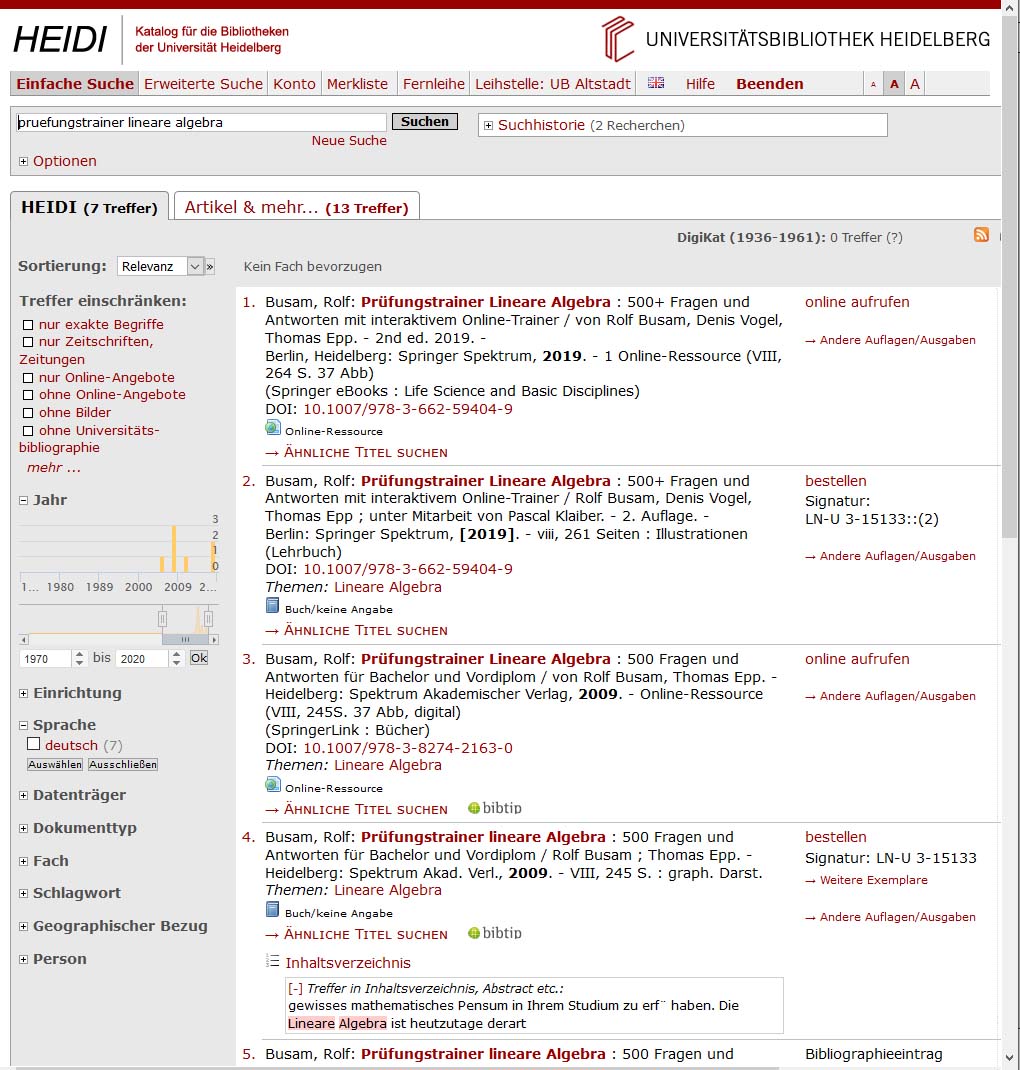 HEIDI
Katalog für die Bibliotheken
der Universität Heidelberg
UNIVERSITÄTSBIBLIOTHEK HEIDELBERG
Einfache Suche Erweiterte Suche Konto Merkliste Fernleihe Leihstelle: UB Altstadt Hilfe Beenden A A A
pruefungstrainer lineare algebra Suchen Suchhistorie (2 Recherchen)
Neue Suche
Optionen
HEIDI (7 Treffer) Artikel & mehr... (13 Treffer)
DigiKat (1936-1961): 0 Treffer (?)
Sortierung: Relevanz » Kein Fach bevorzugen
Treffer einschränken:
nur exakte Begriffe
nur Zeitschriften,
Zeitungen
nur Online-Angebote
ohne Online-Angebote
ohne Bilder
ohne Universitäts-
bibliographie
mehr ...
Jahr
3
2
1
0
1... 1980 1989 2000 2009 2...
1970 bis 2020 Ok
Einrichtung
Sprache
deutsch (7)
Auswählen Ausschließen
Datenträger
Dokumenttyp
Fach
Schlagwort
Geographischer Bezug
Person
1. Busam, Rolf: Prüfungstrainer Lineare Algebra : 500+ Fragen und
Antworten mit interaktivem Online-Trainer / von Rolf Busam, Denis Vogel,
Thomas Epp. - 2nd ed. 2019. -
Berlin, Heidelberg: Springer Spektrum, 2019. - 1 Online-Ressource (VIII,
264 S. 37 Abb)
(Springer eBooks : Life Science and Basic Disciplines)
DOI: 10.1007/978-3-662-59404-9
Online-Ressource
→ ÄHNLICHE TITEL SUCHEN
online aufrufen
→ Andere Auflagen/Ausgaben
2. Busam, Rolf: Prüfungstrainer Lineare Algebra : 500+ Fragen und
Antworten mit interaktivem Online-Trainer / Rolf Busam, Denis Vogel,
Thomas Epp ; unter Mitarbeit von Pascal Klaiber. - 2. Auflage. -
Berlin: Springer Spektrum, [2019]. - viii, 261 Seiten : Illustrationen
(Lehrbuch)
DOI: 10.1007/978-3-662-59404-9
Themen: Lineare Algebra
Buch/keine Angabe
→ ÄHNLICHE TITEL SUCHEN
bestellen
Signatur:
LN-U 3-15133::(2)
→ Andere Auflagen/Ausgaben
3. Busam, Rolf: Prüfungstrainer Lineare Algebra : 500 Fragen und
Antworten für Bachelor und Vordiplom / von Rolf Busam, Thomas Epp. -
Heidelberg: Spektrum Akademischer Verlag, 2009. - Online-Ressource
(VIII, 245S. 37 Abb, digital)
(SpringerLink : Bücher)
DOI: 10.1007/978-3-8274-2163-0
Themen: Lineare Algebra
Online-Ressource
→ ÄHNLICHE TITEL SUCHEN bibtip
online aufrufen
→ Andere Auflagen/Ausgaben
4. Busam, Rolf: Prüfungstrainer lineare Algebra : 500 Fragen und
Antworten für Bachelor und Vordiplom / Rolf Busam ; Thomas Epp. -
Heidelberg: Spektrum Akad. Verl., 2009. - VIII, 245 S. : graph. Darst.
Themen: Lineare Algebra
Buch/keine Angabe
→ ÄHNLICHE TITEL SUCHEN bibtip
Inhaltsverzeichnis
[-] Treffer in Inhaltsverzeichnis, Abstract etc.:
gewisses mathematisches Pensum in Ihrem Studium zu erf¨ haben. Die
Lineare Algebra ist heutzutage derart
bestellen
Signatur: LN-U 3-15133
→ Weitere Exemplare
→ Andere Auflagen/Ausgaben
5. Busam, Rolf: Prüfungstrainer lineare Algebra : 500 Fragen und
Bibliographieeintrag